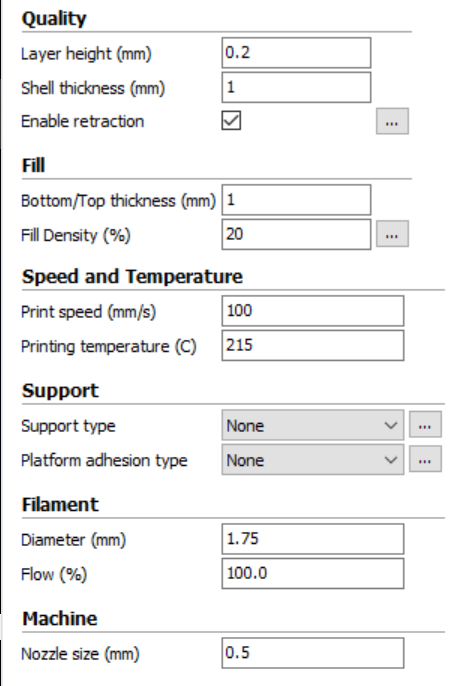 Quality
Layer height (mm) 0.2
Shell thickness (mm) 1
Enable retraction ...
Fill
Bottom/Top thickness (mm) 1
Fill Density (%) 20 ...
Speed and Temperature
Print speed (mm/s) 100
Printing temperature (C) 215
Support
Support type None ...
Platform adhesion type None ...
Filament
Diameter (mm) 1.75
Flow (%) 100.0
Machine
Nozzle size (mm) 0.5